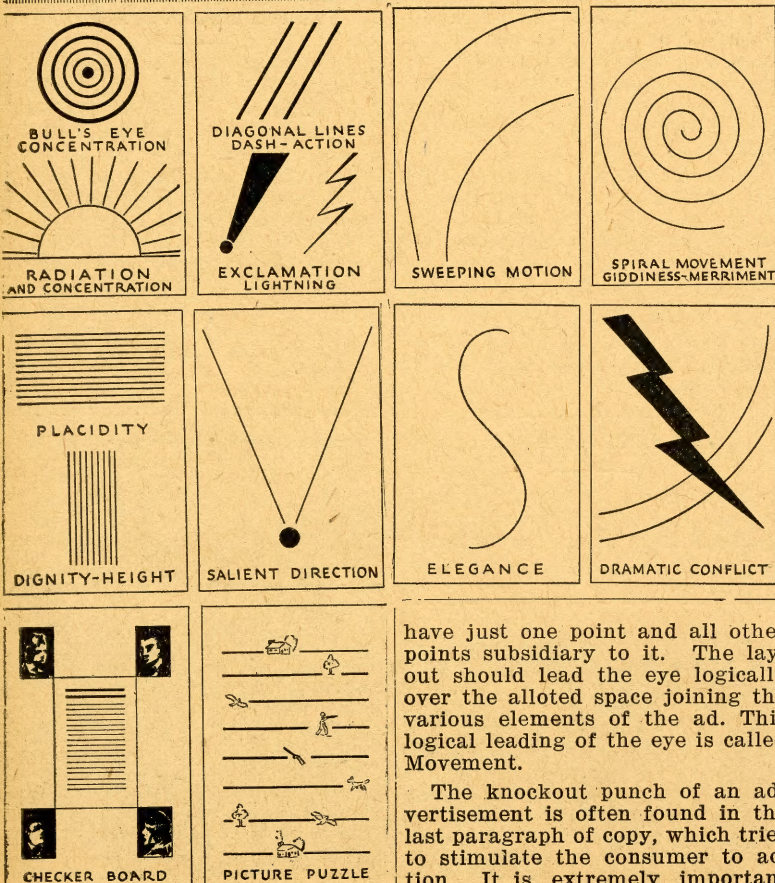 BULL'S EYE
CONCENTRATION
RADIATION
AND CONCENTRATION
DIAGONAL LINES
DASH-ACTION
EXCLAMATION
LIGHTNING
SWEEPING MOTION
SPIRAL MOVEMENT
GIDDINESS-MERRIMENT
PLACIDITY
DIGNITY-HEIGHT
SALIENT DIRECTION
ELEGANCE
DRAMATIC CONFLICT
CHECKER BOARD
PICTURE PUZZLE
have just one point and all othe
points subsidiary to it. The lay
out should lead the eye logicall
over the alloted space joining th
various elements of the ad. Thi
logical leading of the eye is calle
Movement.
The knockout punch of an ad
vertisement is often found in th
last paragraph of copy, which trie
to stimulate the consumer to ac
tion. It is extremely importan